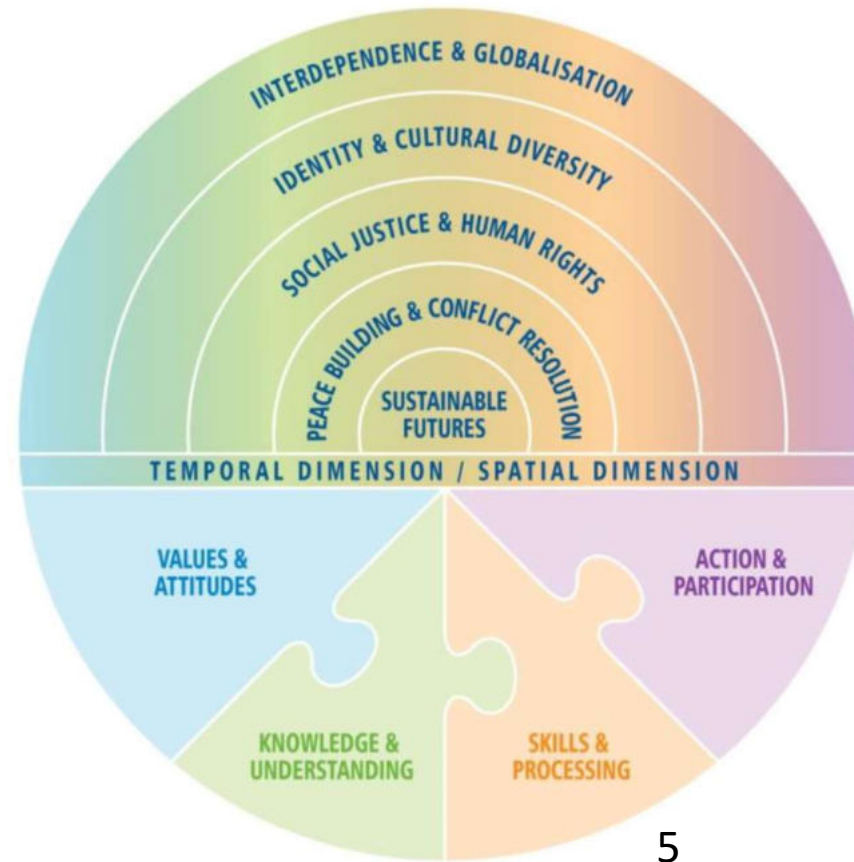 INTERDEPENDENCE & GLOBALISATION
IDENTITY & CULTURAL DIVERSITY
SOCIAL JUSTICE & HUMAN RIGHTS
PEACE BUILDING & CONFLICT RESOLUTION
SUSTAINABLE
FUTURES
TEMPORAL DIMENSION / SPATIAL DIMENSION
VALUES &
ATTITUDES
ACTION &
PARTICIPATION
KNOWLEDGE &
UNDERSTANDING
SKILLS &
PROCESSING
5